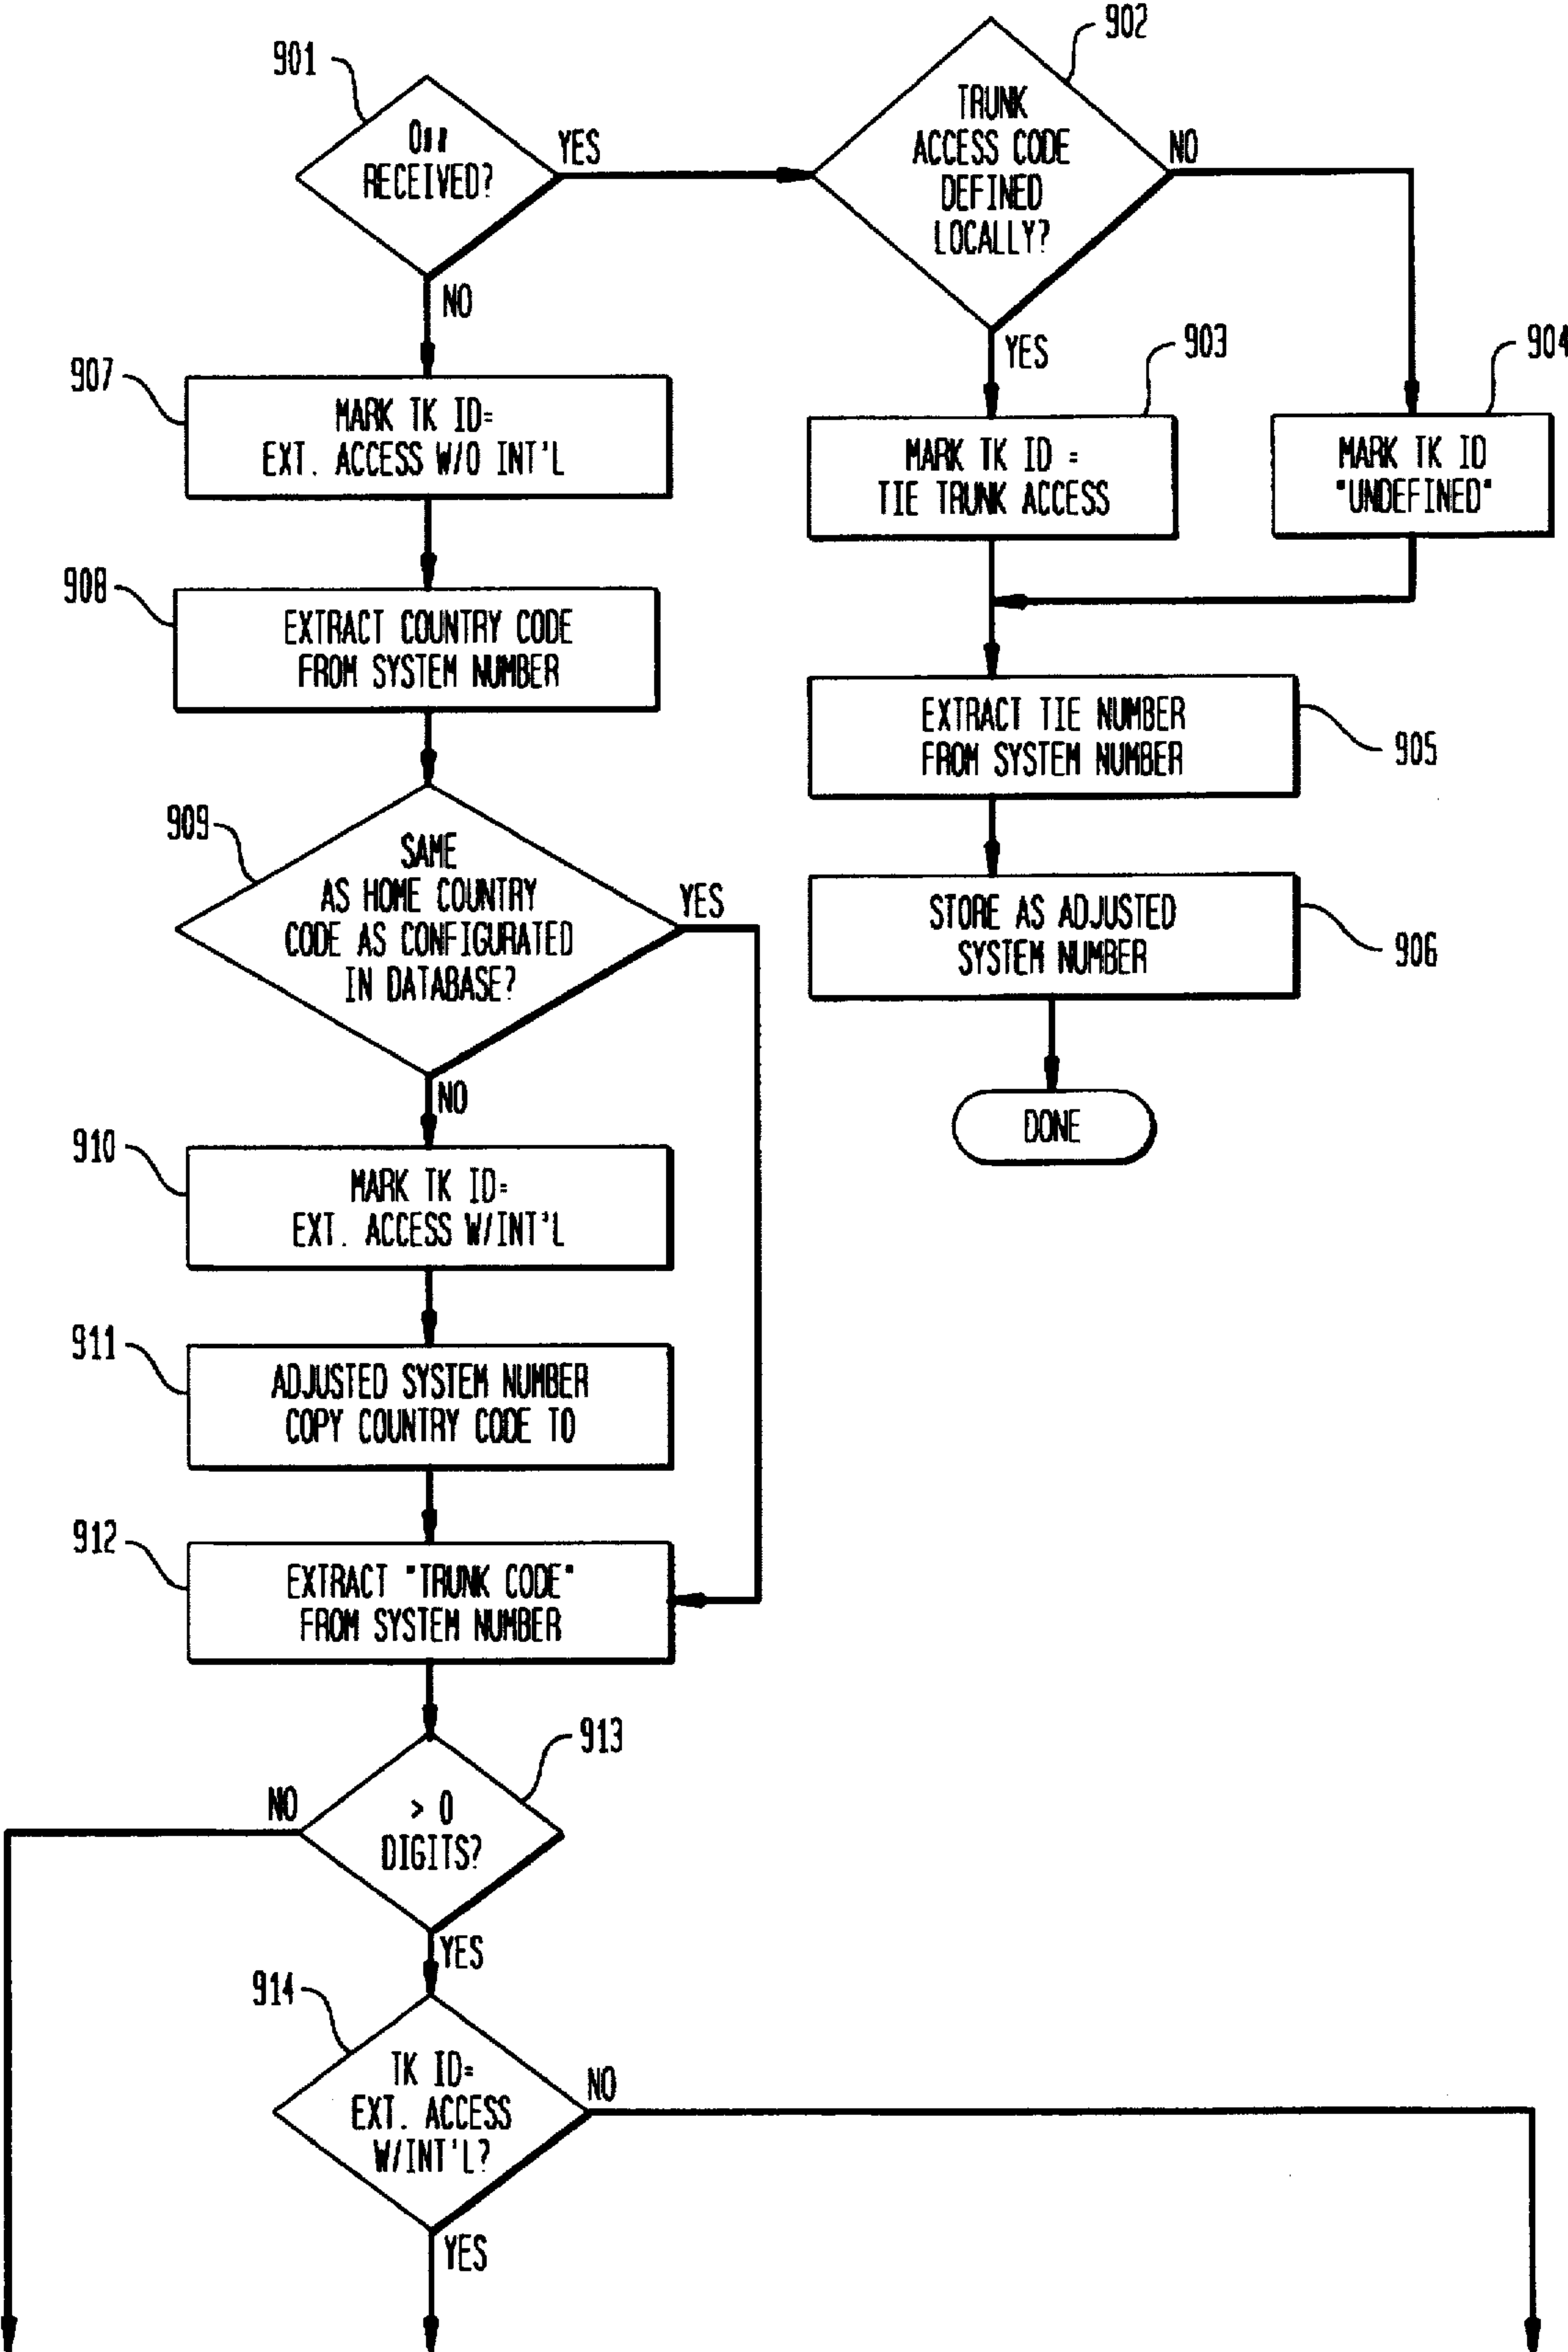 901
RECEIVED?
YES
NO
902
TRUNK
ACCESS CODE
DEFINED
LOCALLY?
NO
YES
903
MARK TK ID =
TIE TRUNK ACCESS
904
MARK TK ID
"UNDEFINED"
EXTRACT TIE NUMBER
FROM SYSTEM NUMBER
905
STORE AS ADJUSTED
SYSTEM NUMBER
906
DONE
907
MARK TK ID=
EXT. ACCESS W/O INT'L
908
EXTRACT COUNTRY CODE
FROM SYSTEM NUMBER
909
SAME
AS HOME COUNTRY
CODE AS CONFIGURATED
IN DATABASE?
YES
NO
910
MARK TK ID=
EXT. ACCESS W/INT'L
911
ADJUSTED SYSTEM NUMBER
COPY COUNTRY CODE TO
912
EXTRACT "TRUNK CODE"
FROM SYSTEM NUMBER
913
> 0
DIGITS?
NO
YES
914
TK ID=
EXT. ACCESS
W/INT'L?
NO
YES